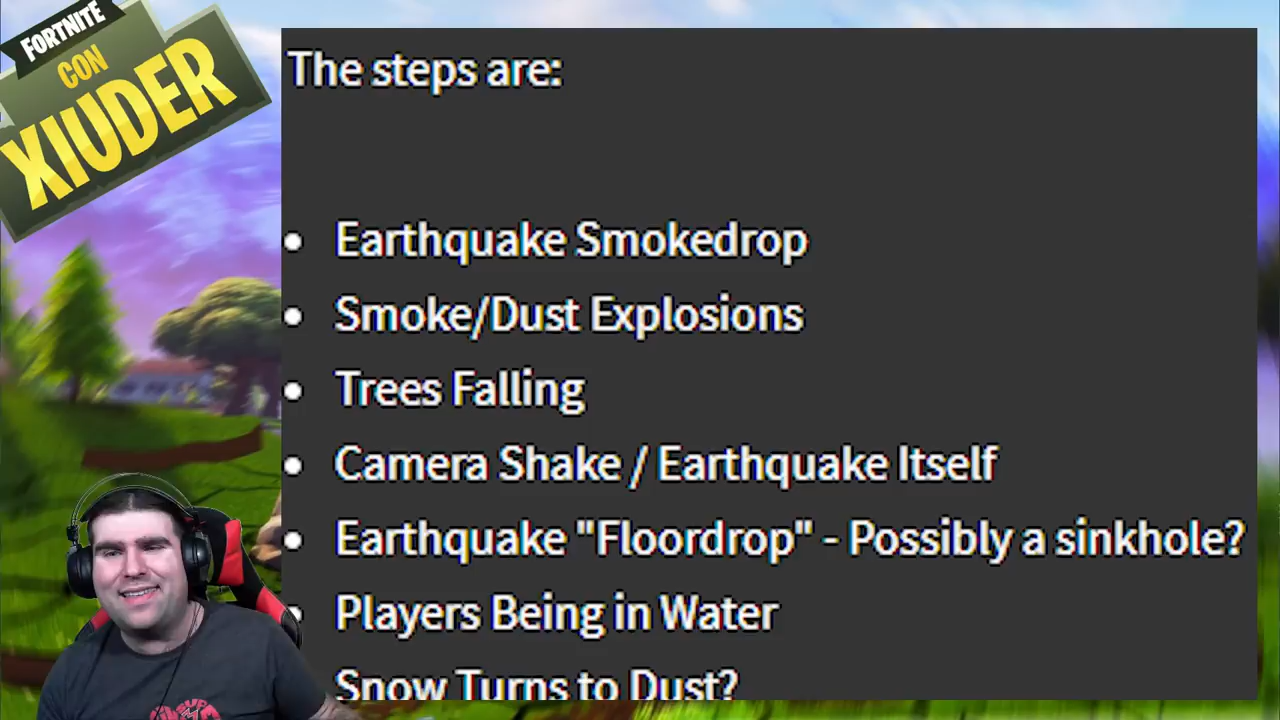 FORTNITE
CON
XIUDER
The steps are:
• Earthquake Smokedrop
• Smoke/Dust Explosions
• Trees Falling
• Camera Shake / Earthquake Itself
• Earthquake "Floordrop" - Possibly a sinkhole?
• Players Being in Water
Snow Turns to Dust?